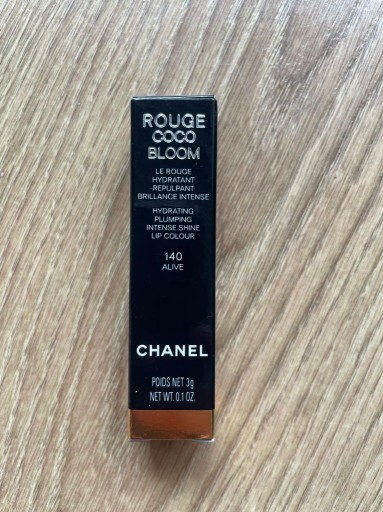 ROUGE
COCO
BLOOM
LE ROUGE
HYDRATANT
REPULPANT
BRILLANCE INTENSE
HYDRATING
PLUMPING
INTENSE SHINE
LIP COLOUR
140
ALIVE
CHANEL
POIDS NET 3g
NET WT. 0.1 OZ.